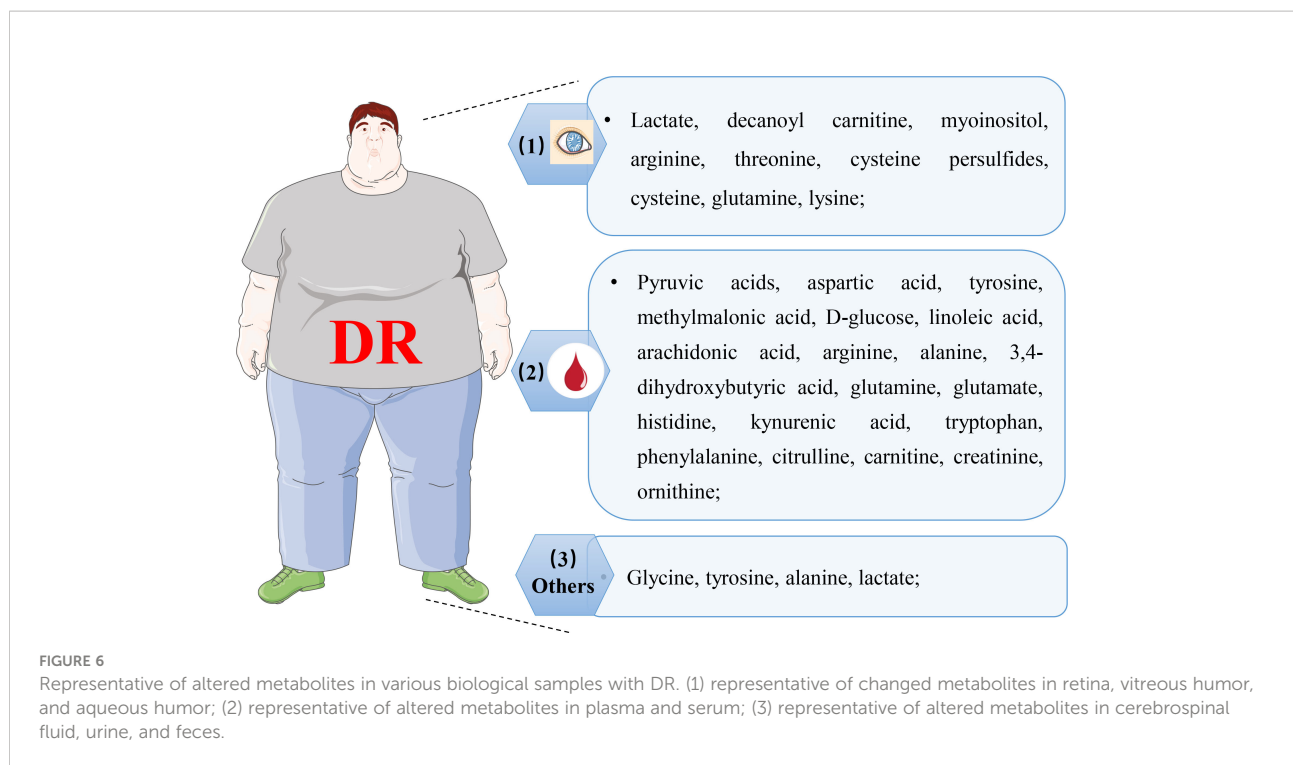 (1)
• Lactate, decanoyl carnitine, myoinositol,
arginine, threonine, cysteine persulfides,
cysteine, glutamine, lysine;
DR
(2)
• Pyruvic acids, aspartic acid, tyrosine,
methylmalonic acid, D-glucose, linoleic acid,
arachidonic acid, arginine, alanine, 3,4-
dihydroxybutyric acid, glutamine, glutamate,
histidine, kynurenic acid, tryptophan,
phenylalanine, citrulline, carnitine, creatinine,
ornithine;
(3)
Others
• Glycine, tyrosine, alanine, lactate;
FIGURE 6
Representative of altered metabolites in various biological samples with DR. (1) representative of changed metabolites in retina, vitreous humor,
and aqueous humor; (2) representative of altered metabolites in plasma and serum; (3) representative of altered metabolites in cerebrospinal
fluid, urine, and feces.